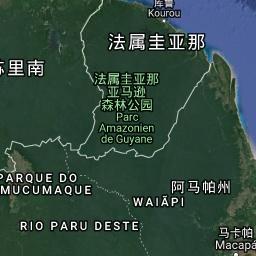 库鲁
Kourou
法属圭亚那
苏里南
法属圭亚那
亚马逊
森林公园
Parc
Amazonien
de Guyane
PARQUE DO
MUCUMAQUE
阿马帕州
WAIÃPI
RIO PARU DESTE
马卡帕
Macapá